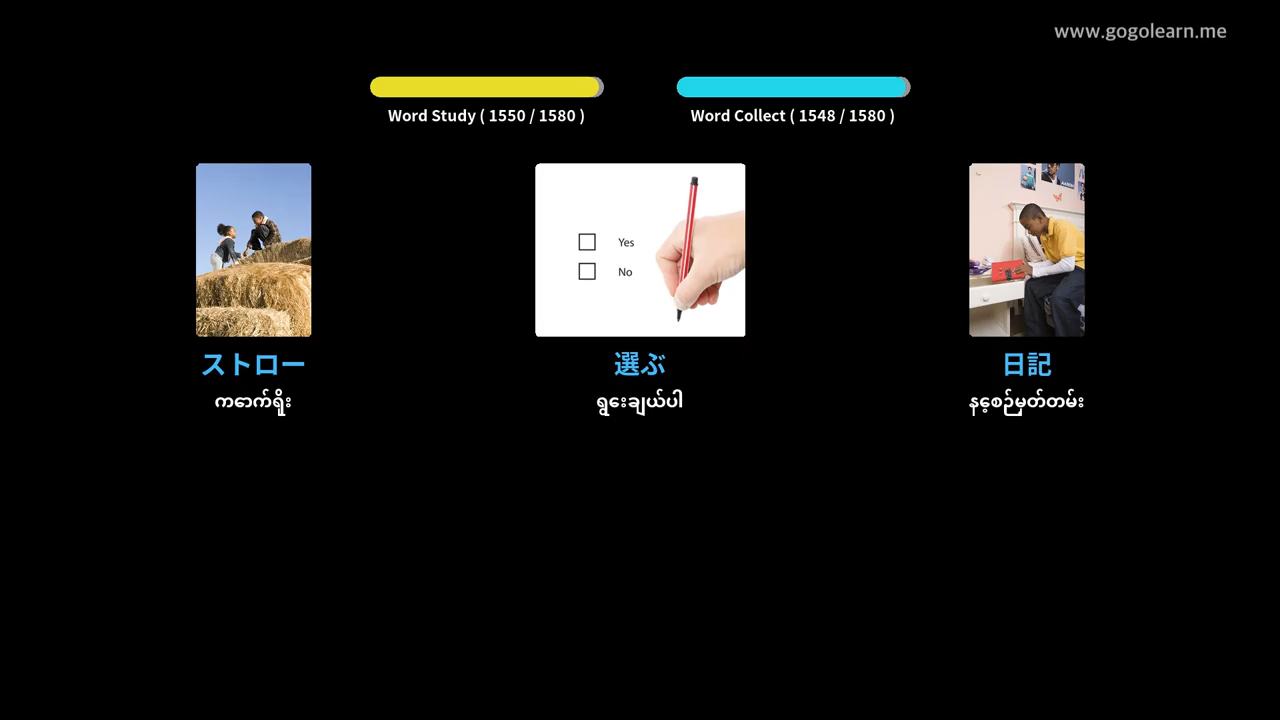 www.gogolearn.me
Word Study ( 1550 / 1580 )
Word Collect ( 1548 / 1580 )
Yes
No
ストロー
選ぶ
日記
ကောက်ရိုး
ရွေးချယ်ပါ
နေ့စဉ်မှတ်တမ်း